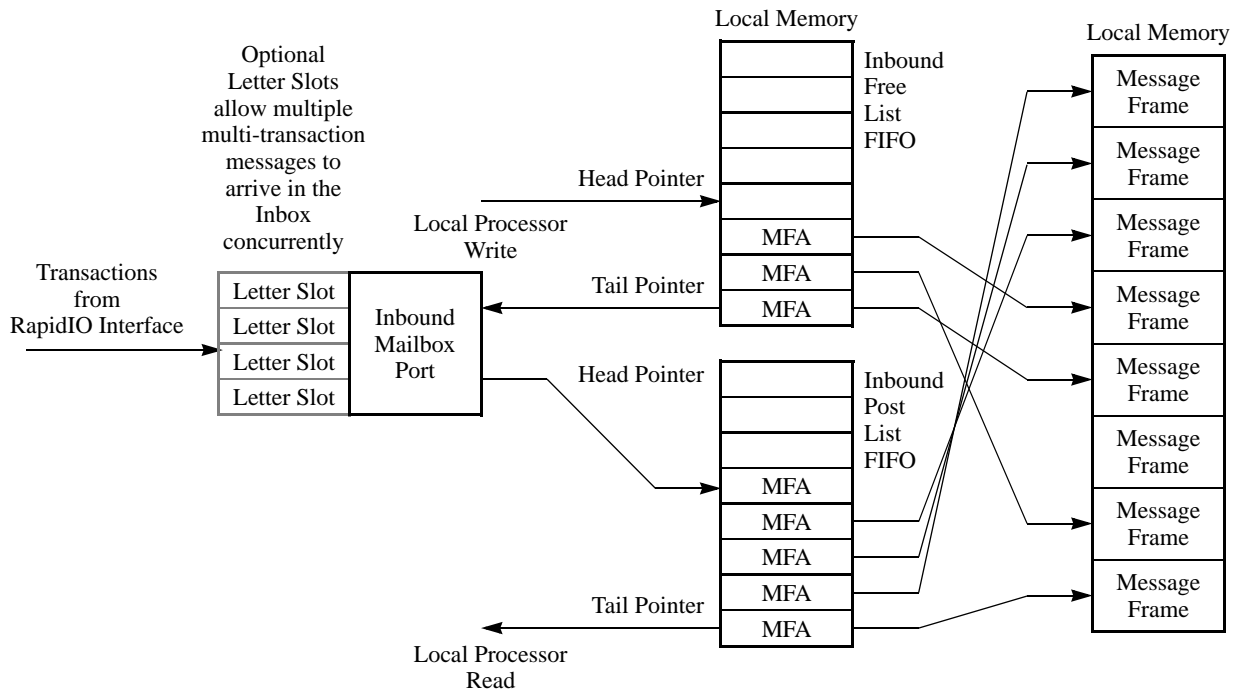 Local Memory
Local Memory
Optional
Letter Slots
allow multiple
multi-transaction
messages to
arrive in the
Inbox
concurrently
Inbound
Free
List
FIFO
Head Pointer
Local Processor
Write
MFA
MFA
MFA
Tail Pointer
Transactions
from
RapidIO Interface
Letter Slot
Letter Slot
Letter Slot
Letter Slot
Inbound
Mailbox
Port
Head Pointer
Inbound
Post
List
FIFO
MFA
MFA
MFA
MFA
MFA
Tail Pointer
Local Processor
Read
Message
Frame
Message
Frame
Message
Frame
Message
Frame
Message
Frame
Message
Frame
Message
Frame
Message
Frame